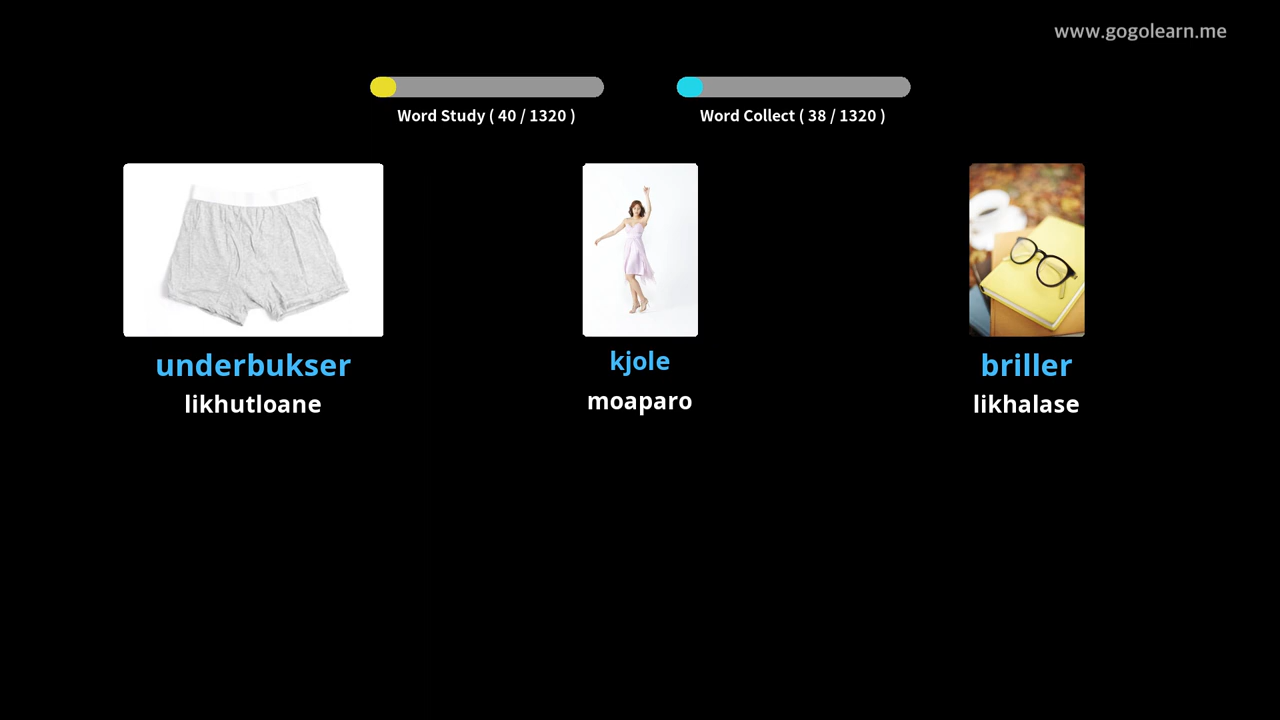 www.gogolearn.me
Word Study ( 40 / 1320 )
Word Collect ( 38 / 1320 )
underbukser
likhutloane
kjole
moaparo
briller
likhalase